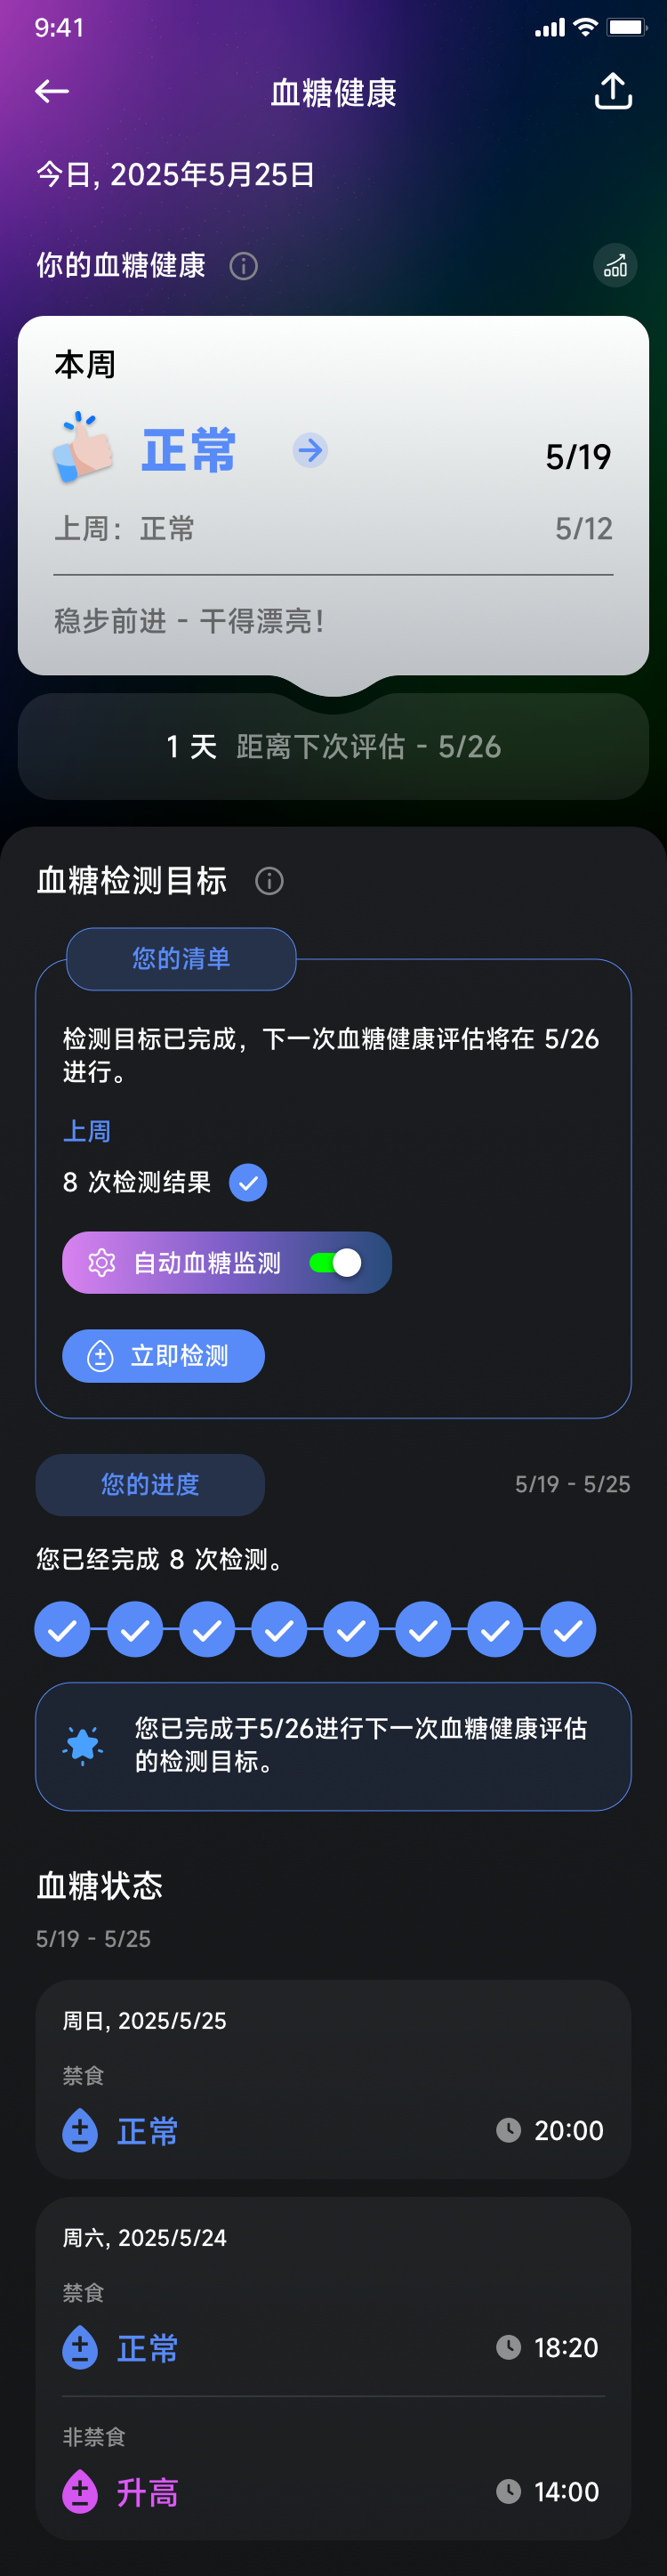 9:41
血糖健康
今日, 2025年5月25日
你的血糖健康
本周
正常
5/19
上周：正常
5/12
稳步前进 - 干得漂亮！
1 天 距离下次评估 - 5/26
血糖检测目标
您的清单
检测目标已完成，下一次血糖健康评估将在 5/26
进行。
上周
8 次检测结果
自动血糖监测
立即检测
您的进度
5/19 - 5/25
您已经完成 8 次检测。
您已完成于5/26进行下一次血糖健康评估
的检测目标。
血糖状态
5/19 - 5/25
周日, 2025/5/25
禁食
正常
20:00
周六, 2025/5/24
禁食
正常
18:20
非禁食
升高
14:00